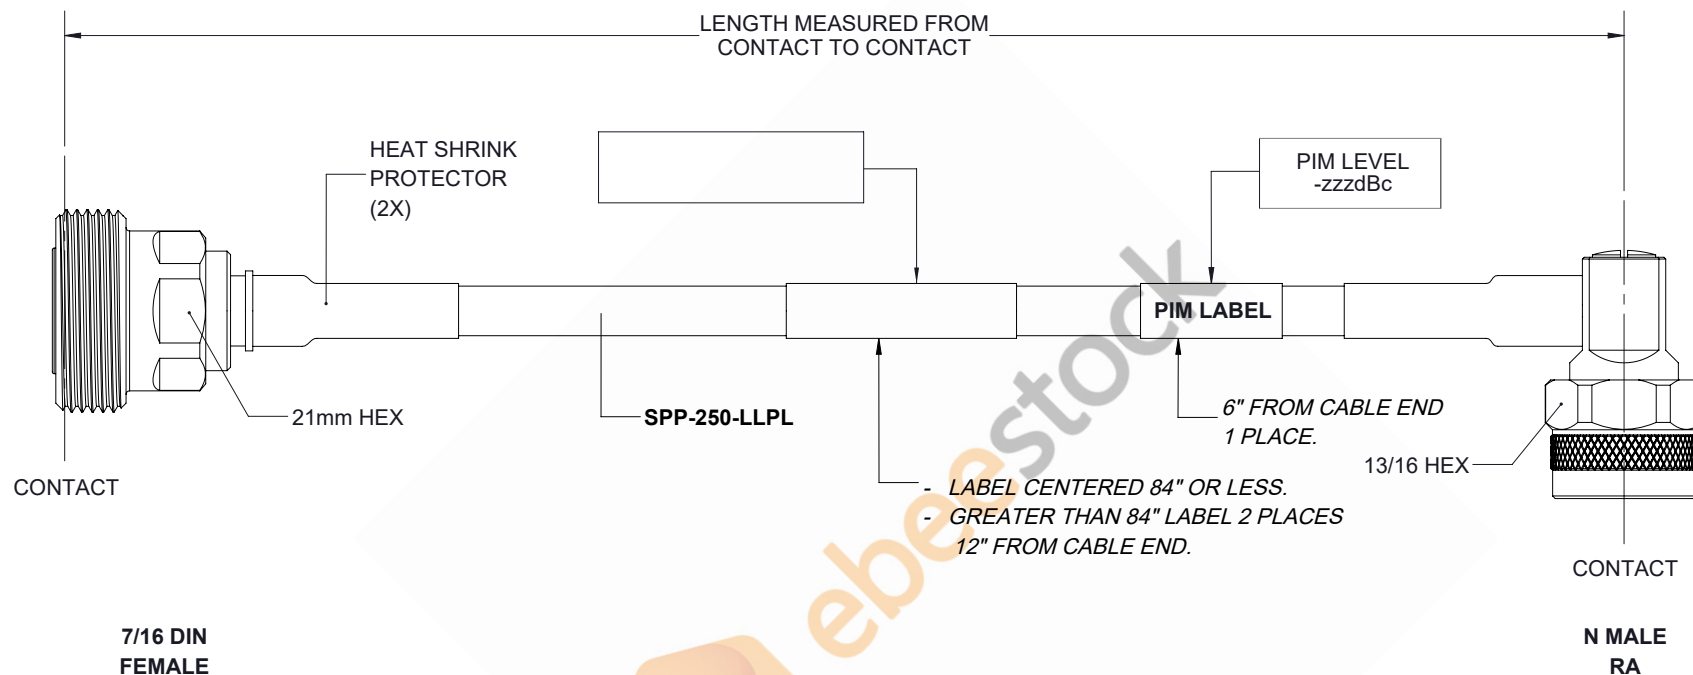 LENGTH MEASURED FROM
CONTACT TO CONTACT
HEAT SHRINK
PROTECTOR
(2X)
PIM LEVEL
-zzzdBc
PIM LABEL
21mm HEX
SPP-250-LLPL
6" FROM CABLE END
1 PLACE.
13/16 HEX
CONTACT
- LABEL CENTERED 84" OR LESS.
- GREATER THAN 84" LABEL 2 PLACES
12" FROM CABLE END.
CONTACT
7/16 DIN
FEMALE
N MALE
RA
ebeestock